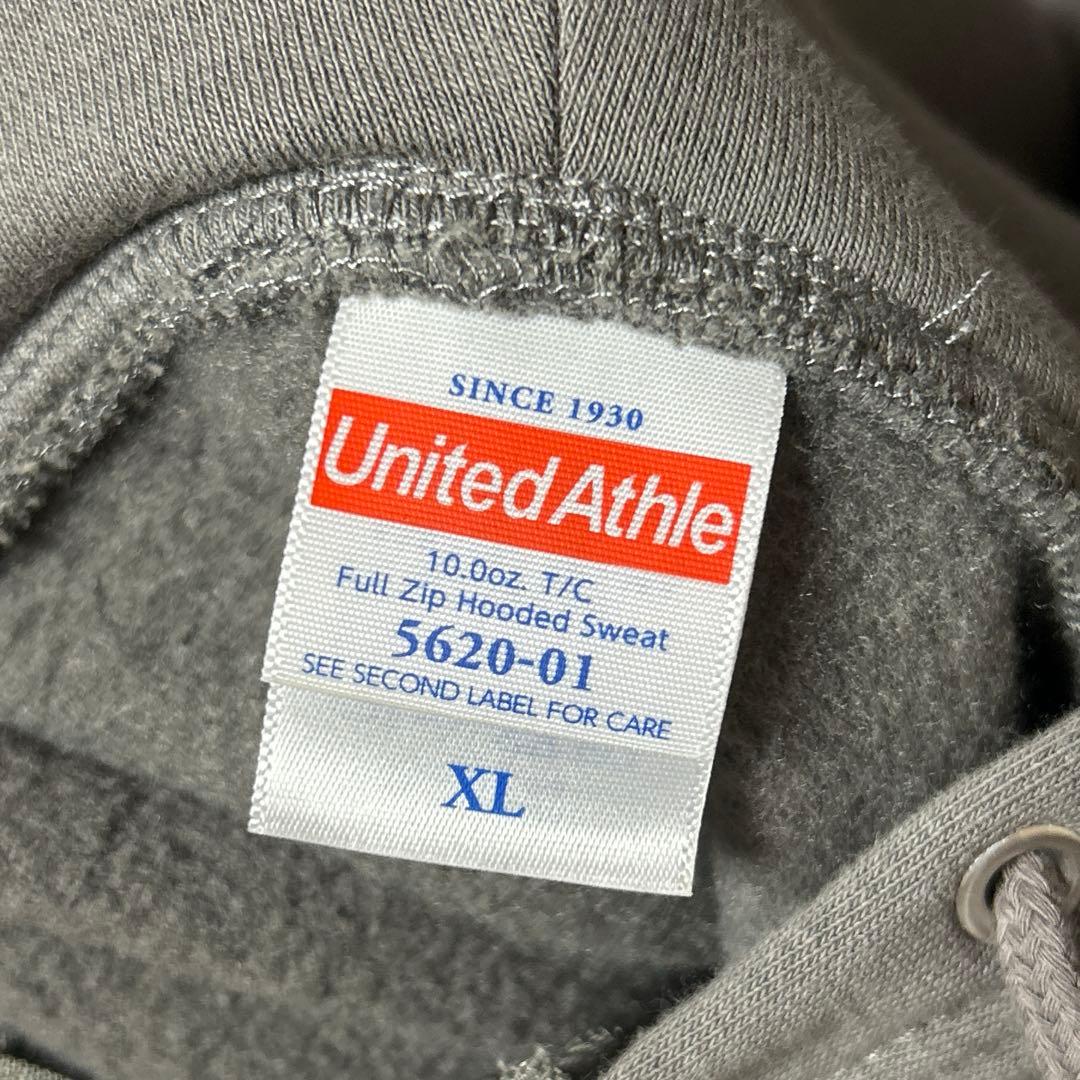 SINCE 1930
United Athle
10.0oz. T/C
Full Zip Hooded Sweat
5620-01
SEE SECOND LABEL FOR CARE
XL